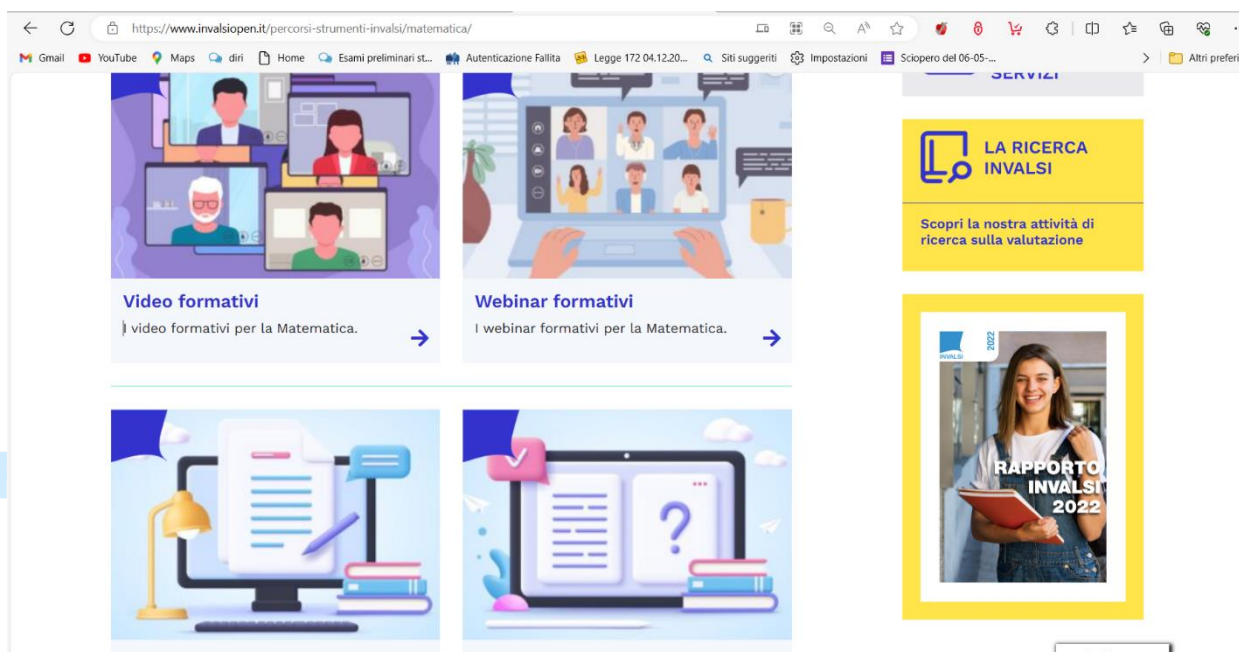 https://www.invalsiopen.it/percorsi-strumenti-invalsi/matematica/
Gmail YouTube Maps diri Home Esami preliminari st... Autenticazione Fallita Legge 172 04.12.20... Siti suggeriti Impostazioni Sciopero del 06-05-... Altri preferi
SERVIZI
LA RICERCA
INVALSI
Scopri la nostra attività di
ricerca sulla valutazione
Video formativi
I video formativi per la Matematica.
Webinar formativi
I webinar formativi per la Matematica.
INVALSI
2022
RAPPORTO
INVALSI
2022